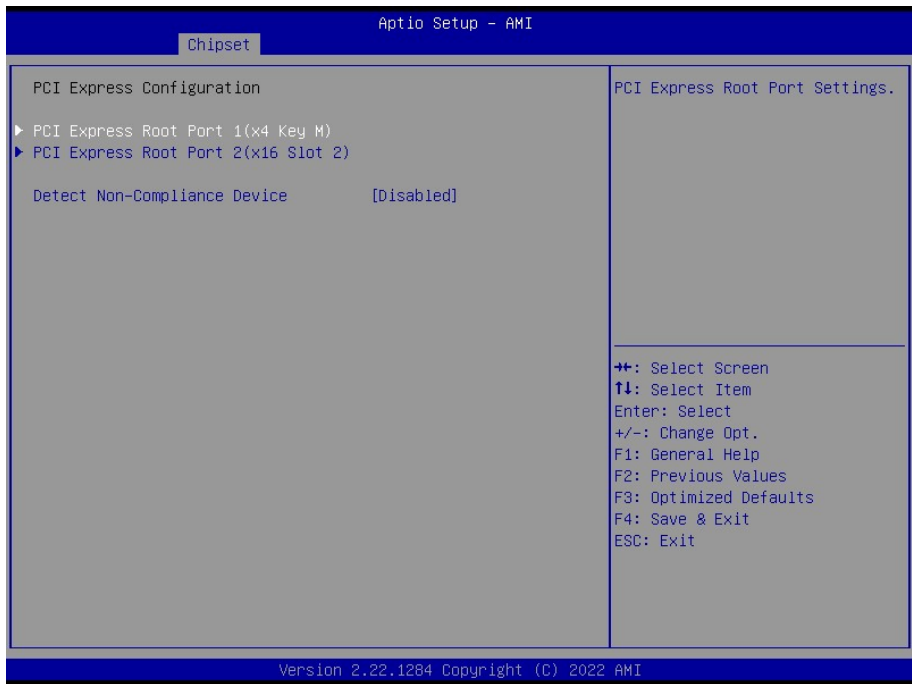 Aptio Setup - AMI
Chipset
PCI Express Configuration
PCI Express Root Port 1(x4 Key M)
PCI Express Root Port 2(x16 Slot 2)
Detect Non-Compliance Device [Disabled]
PCI Express Root Port Settings.
→←: Select Screen
↑↓: Select Item
Enter: Select
+/-: Change Opt.
F1: General Help
F2: Previous Values
F3: Optimized Defaults
F4: Save & Exit
ESC: Exit
Version 2.22.1284 Copyright (C) 2022 AMI